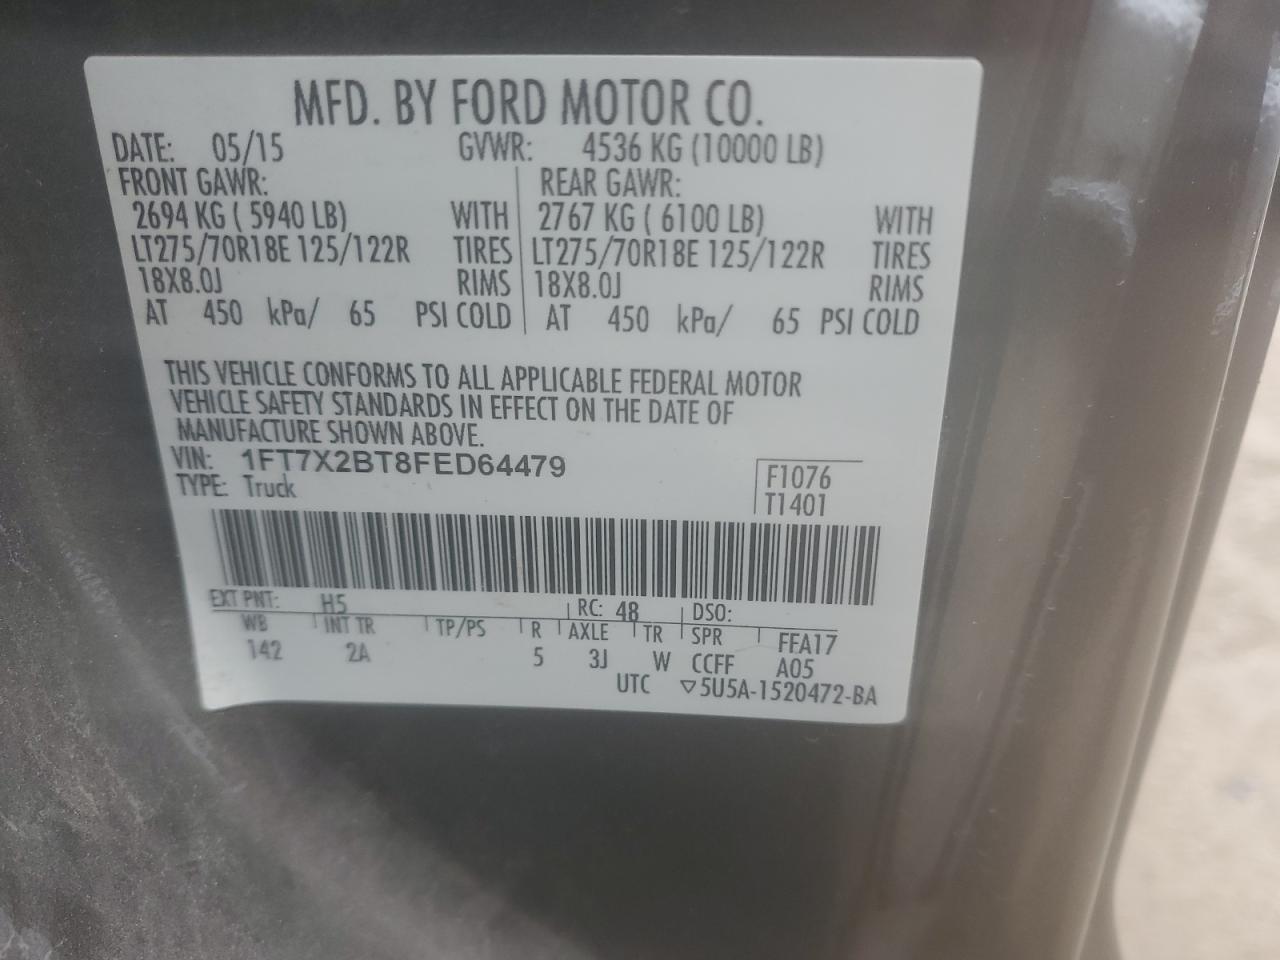 MFD. BY FORD MOTOR CO.
DATE: 05/15 GVWR: 4536 KG (10000 LB)
FRONT GAWR: REAR GAWR:
2694 KG ( 5940 LB) WITH 2767 KG ( 6100 LB) WITH
LT275/70R18E 125/122R TIRES LT275/70R18E 125/122R TIRES
18X8.0J RIMS 18X8.0J RIMS
AT 450 kPa/ 65 PSI COLD AT 450 kPa/ 65 PSI COLD
THIS VEHICLE CONFORMS TO ALL APPLICABLE FEDERAL MOTOR
VEHICLE SAFETY STANDARDS IN EFFECT ON THE DATE OF
MANUFACTURE SHOWN ABOVE.
VIN: 1FT7X2BT8FED64479
TYPE: Truck
F1076
T1401
EXT PNT: H5 RC: 48 DSO:
WB INT TR TP/PS R AXLE TR SPR FFA17
142 2A 5 3J W CCFF A05
UTC ▽5U5A-1520472-BA